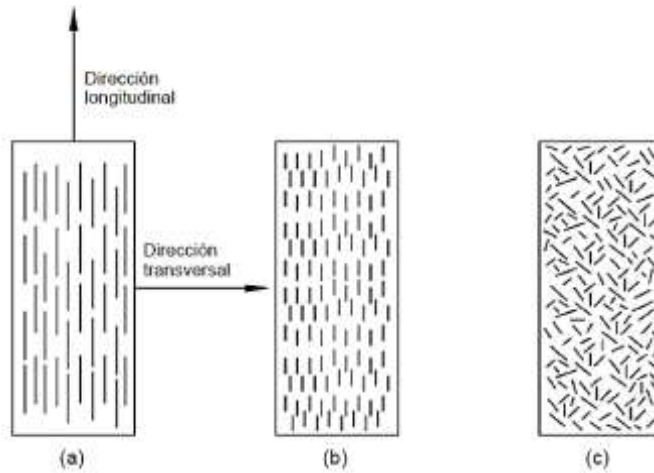 Dirección
longitudinal
Dirección
transversal
(a)
(b)
(c)